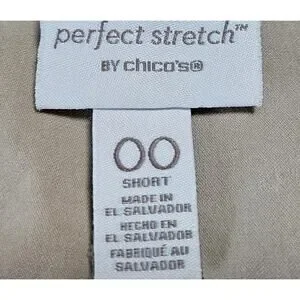 perfect stretch™
BY chico's®
00
SHORT
MADE IN
EL SALVADOR
HECHO EN
EL SALVADOR
FABRIQUÉ AU
SALVADOR